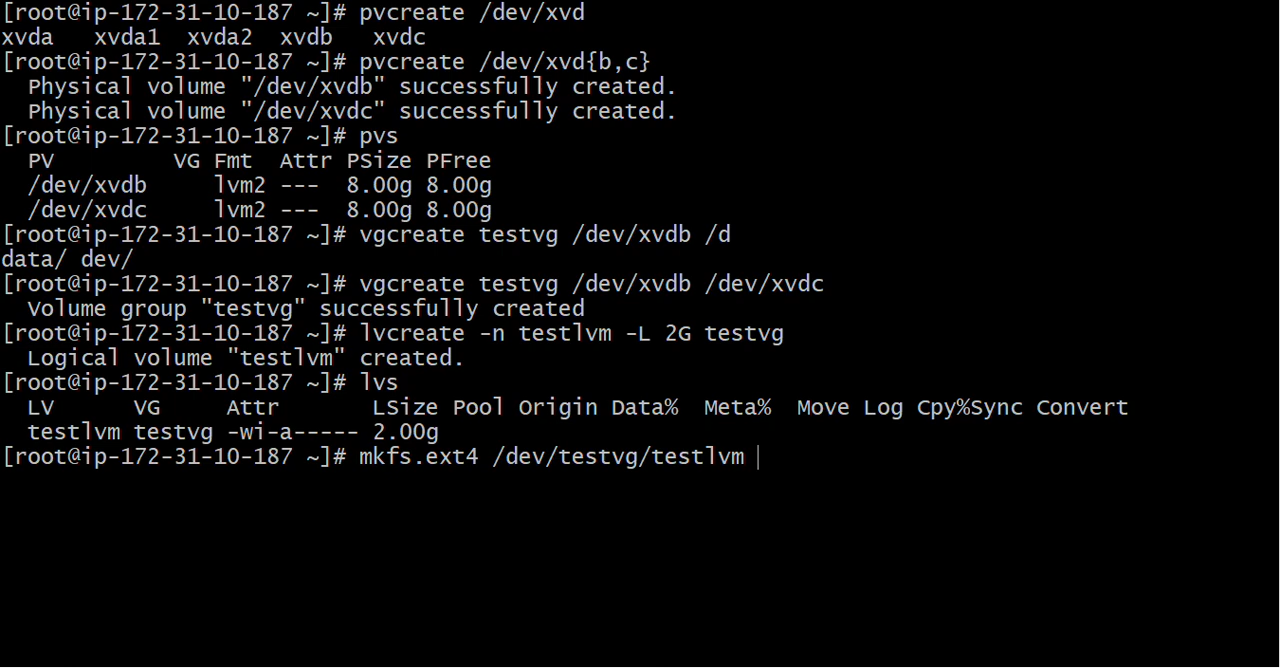 [root@ip-172-31-10-187 ~]# pvcreate /dev/xvd
xvda   xvda1  xvda2  xvdb   xvdc
[root@ip-172-31-10-187 ~]# pvcreate /dev/xvd{b,c}
  Physical volume "/dev/xvdb" successfully created.
  Physical volume "/dev/xvdc" successfully created.
[root@ip-172-31-10-187 ~]# pvs
  PV         VG Fmt  Attr PSize PFree
  /dev/xvdb     lvm2 ---  8.00g 8.00g
  /dev/xvdc     lvm2 ---  8.00g 8.00g
[root@ip-172-31-10-187 ~]# vgcreate testvg /dev/xvdb /d
data/ dev/
[root@ip-172-31-10-187 ~]# vgcreate testvg /dev/xvdb /dev/xvdc
  Volume group "testvg" successfully created
[root@ip-172-31-10-187 ~]# lvcreate -n testlvm -L 2G testvg
  Logical volume "testlvm" created.
[root@ip-172-31-10-187 ~]# lvs
  LV      VG     Attr       LSize Pool Origin Data%  Meta%  Move Log Cpy%Sync Convert
  testlvm testvg -wi-a----- 2.00g
[root@ip-172-31-10-187 ~]# mkfs.ext4 /dev/testvg/testlvm